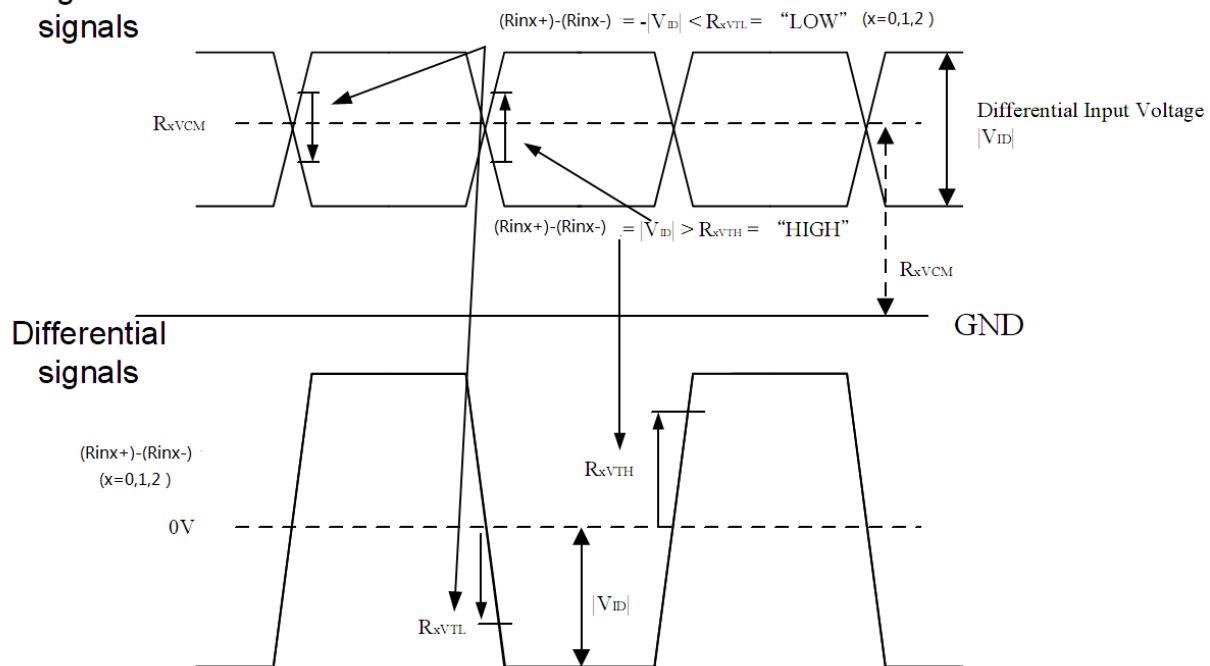 signals
(Rinx+)-(Rinx-) = -|VID| < RxVTL = “LOW” (x=0,1,2 )
RxVCM
Differential Input Voltage
|VID|
(Rinx+)-(Rinx-) = |VID| > RxVTH = “HIGH”
RxVCM
GND
Differential
signals
(Rinx+)-(Rinx-)
(x=0,1,2 )
RxVTH
0V
|VID|
RxVTL